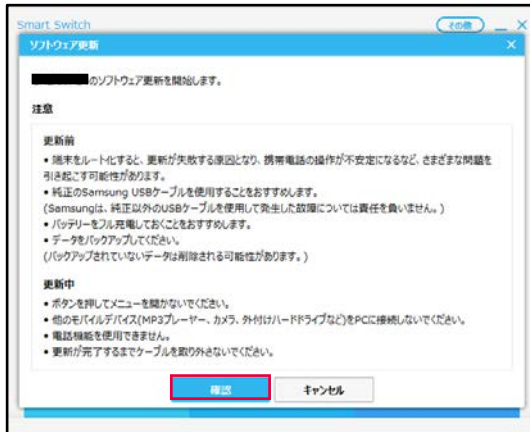 Smart Switch
その他
ソフトウェア更新
のソフトウェア更新を開始します。
注意
更新前
• 端末をルート化すると、更新が失敗する原因となり、携帯電話の操作が不安定になるなど、さまざまな問題を
引き起こす可能性があります。
• 純正のSamsung USBケーブルを使用することをおすすめします。
(Samsungは、純正以外のUSBケーブルを使用して発生した故障については責任を負いません。)
• バッテリーをフル充電しておくことをおすすめします。
• データをバックアップしてください。
(バックアップされていないデータは削除される可能性があります。)
更新中
• ボタンを押してメニューを開かないでください。
• 他のモバイルデバイス(MP3プレーヤー、カメラ、外付けハードドライブなど)をPCに接続しないでください。
• 電話機能を使用できません。
• 更新が完了するまでケーブルを取り外さないでください。
確認
キャンセル